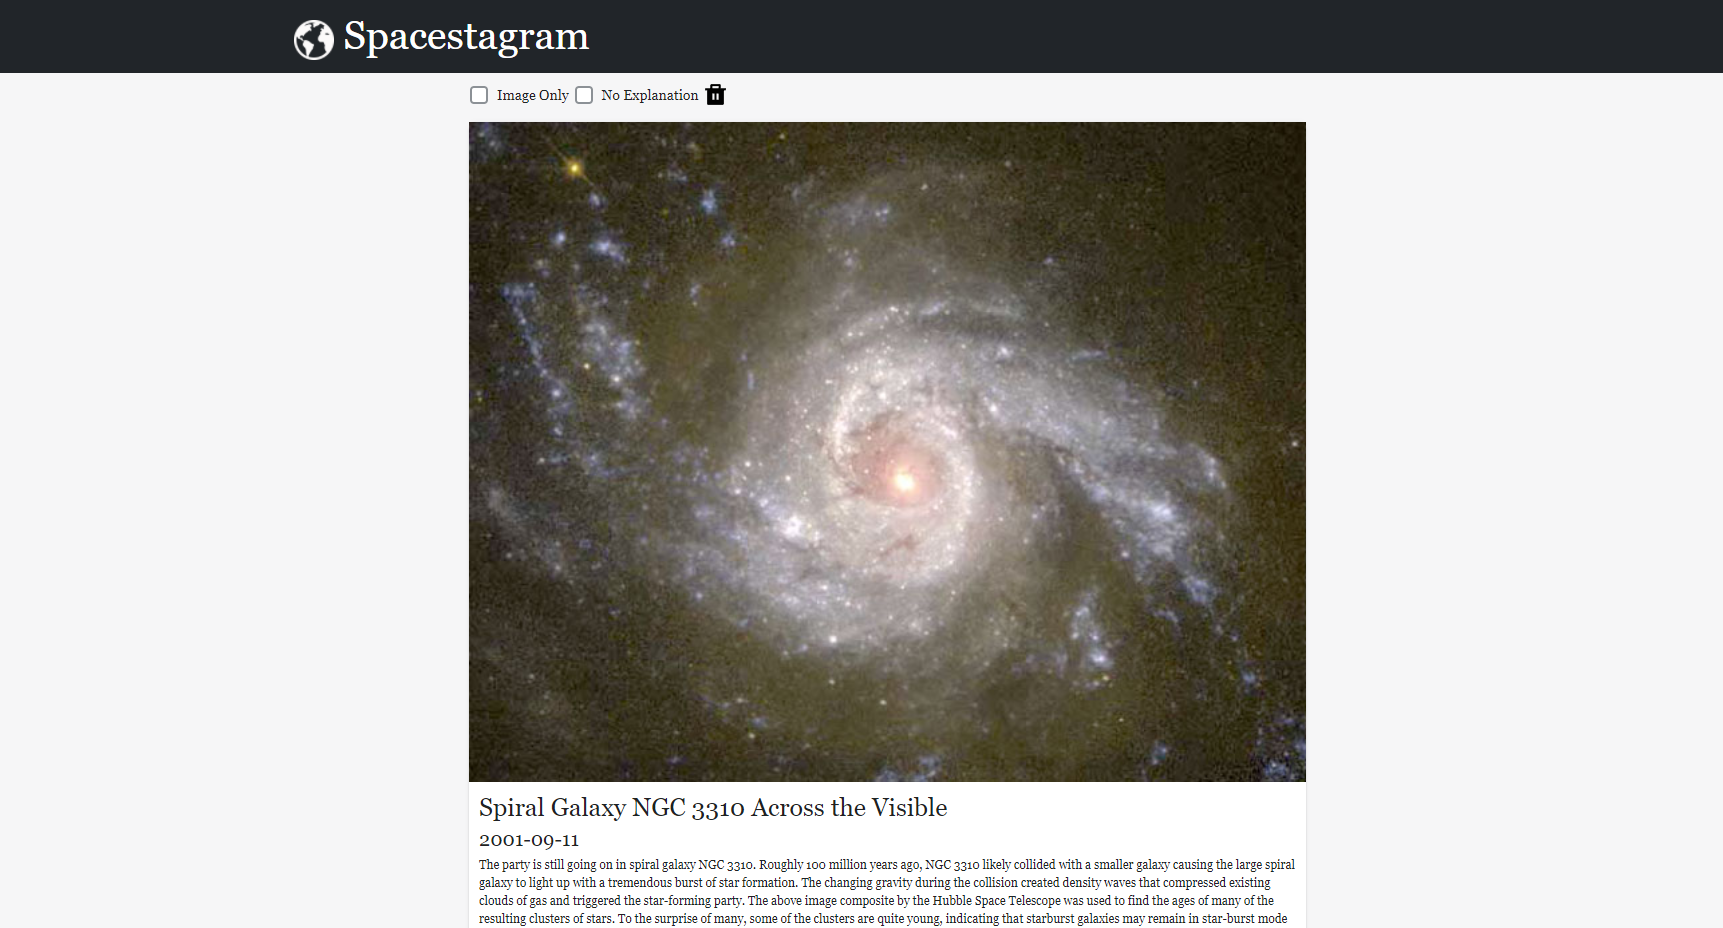 Spacestagram
Image Only No Explanation
Spiral Galaxy NGC 3310 Across the Visible
2001-09-11
The party is still going on in spiral galaxy NGC 3310. Roughly 100 million years ago, NGC 3310 likely collided with a smaller galaxy causing the large spiral
galaxy to light up with a tremendous burst of star formation. The changing gravity during the collision created density waves that compressed existing
clouds of gas and triggered the star-forming party. The above image composite by the Hubble Space Telescope was used to find the ages of many of the
resulting clusters of stars. To the surprise of many, some of the clusters are quite young, indicating that starburst galaxies may remain in star-burst mode